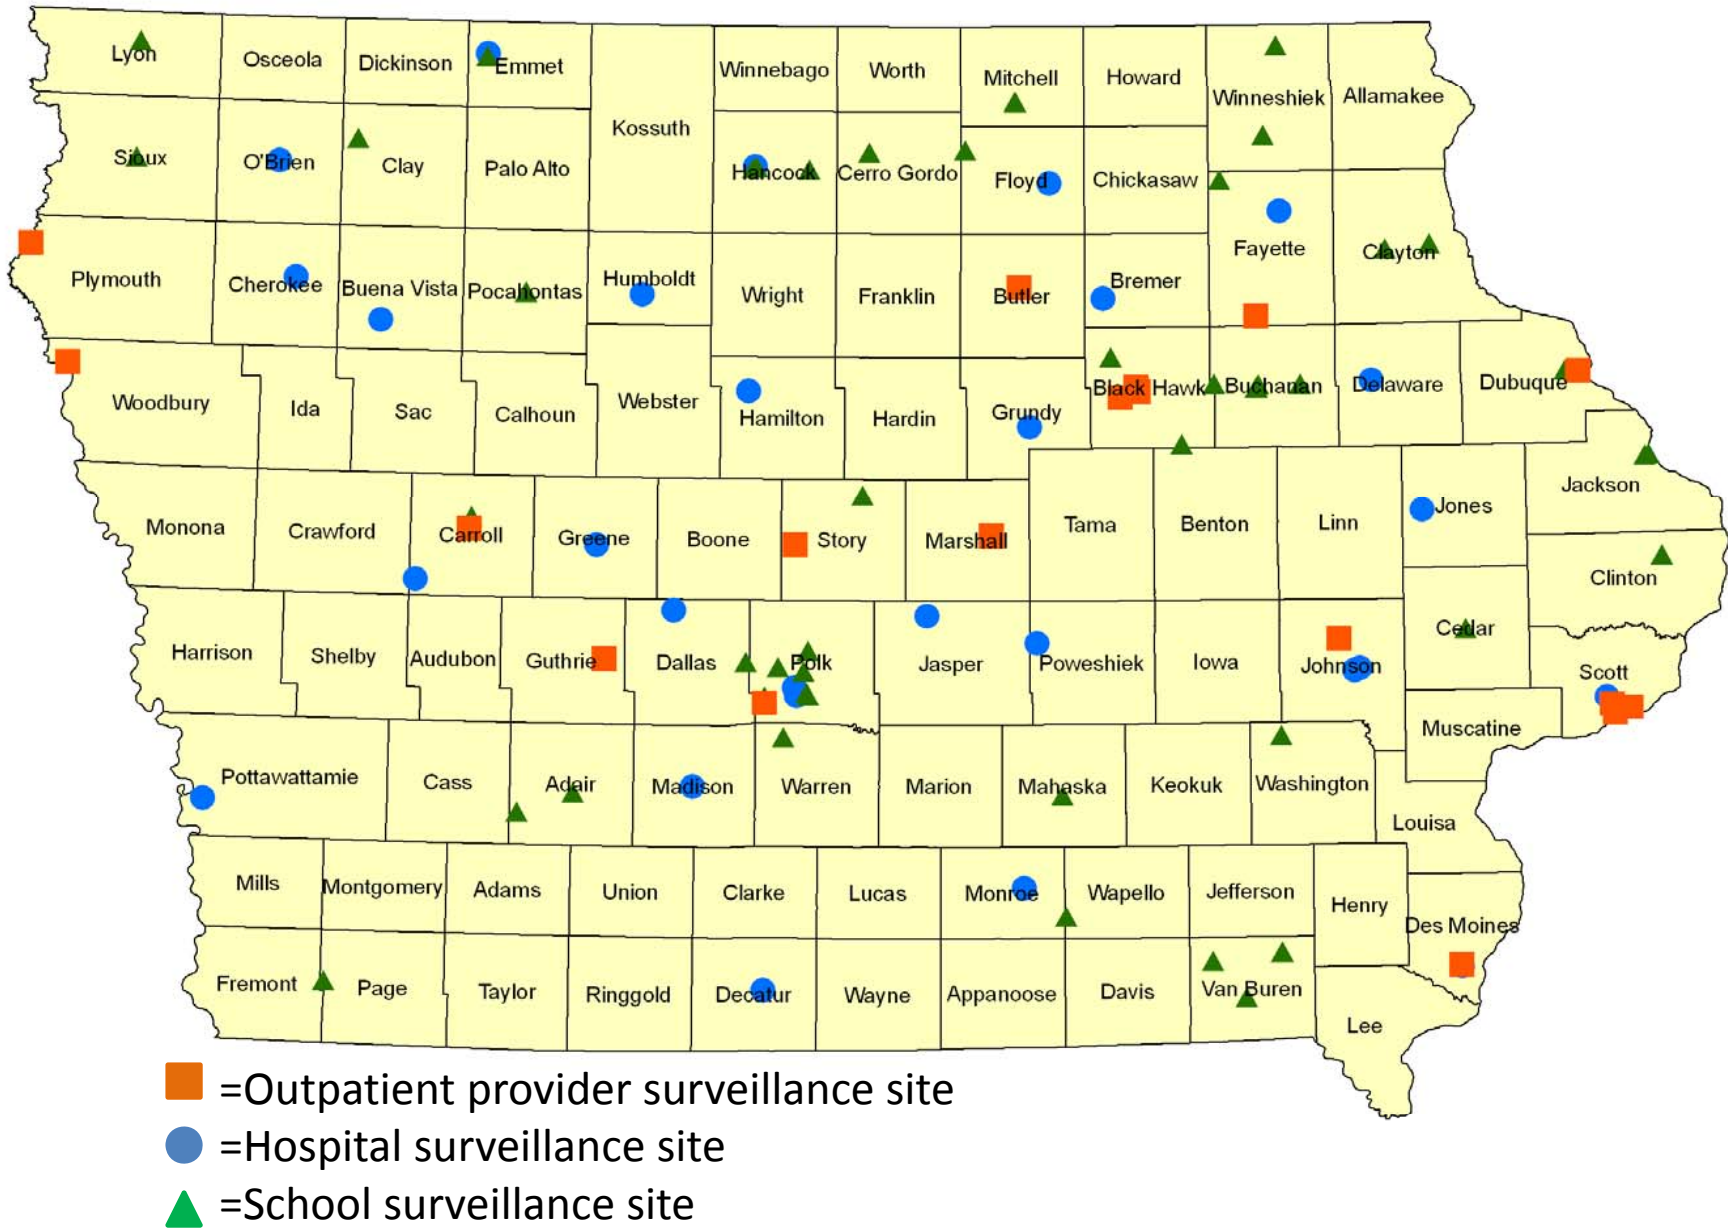 Lyon
Osceola
Dickinson
Emmet
Kossuth
Winnebago
Worth
Mitchell
Howard
Winneshiek
Allamakee
Sioux
O'Brien
Clay
Palo Alto
Hancock
Cerro Gordo
Floyd
Chickasaw
Fayette
Clayton
Plymouth
Cherokee
Buena Vista
Pocahontas
Humboldt
Wright
Franklin
Butler
Bremer
Woodbury
Ida
Sac
Calhoun
Webster
Hamilton
Hardin
Grundy
Black Hawk
Buchanan
Delaware
Dubuque
Monona
Crawford
Carroll
Greene
Boone
Story
Marshall
Tama
Benton
Linn
Jones
Jackson
Clinton
Cedar
Harrison
Shelby
Audubon
Guthrie
Dallas
Polk
Jasper
Poweshiek
Iowa
Johnson
Scott
Muscatine
Pottawattamie
Cass
Adair
Madison
Warren
Marion
Mahaska
Keokuk
Washington
Louisa
Mills
Montgomery
Adams
Union
Clarke
Lucas
Monroe
Wapello
Jefferson
Henry
Des Moines
Fremont
Page
Taylor
Ringgold
Decatur
Wayne
Appanoose
Davis
Van Buren
Lee
=Outpatient provider surveillance site
=Hospital surveillance site
=School surveillance site